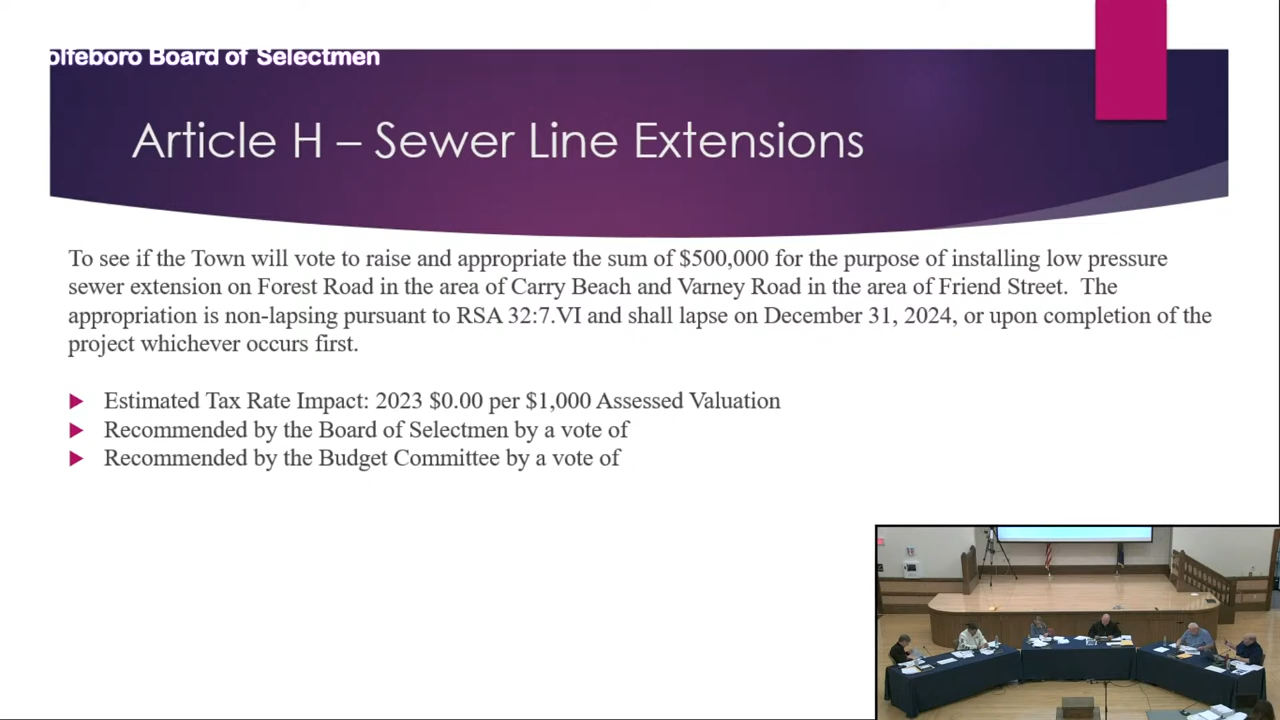 olfeboro Board of Selectmen
Article H – Sewer Line Extensions
To see if the Town will vote to raise and appropriate the sum of $500,000 for the purpose of installing low pressure
sewer extension on Forest Road in the area of Carry Beach and Varney Road in the area of Friend Street.  The
appropriation is non-lapsing pursuant to RSA 32:7.VI and shall lapse on December 31, 2024, or upon completion of the
project whichever occurs first.
Estimated Tax Rate Impact: 2023 $0.00 per $1,000 Assessed Valuation
Recommended by the Board of Selectmen by a vote of
Recommended by the Budget Committee by a vote of